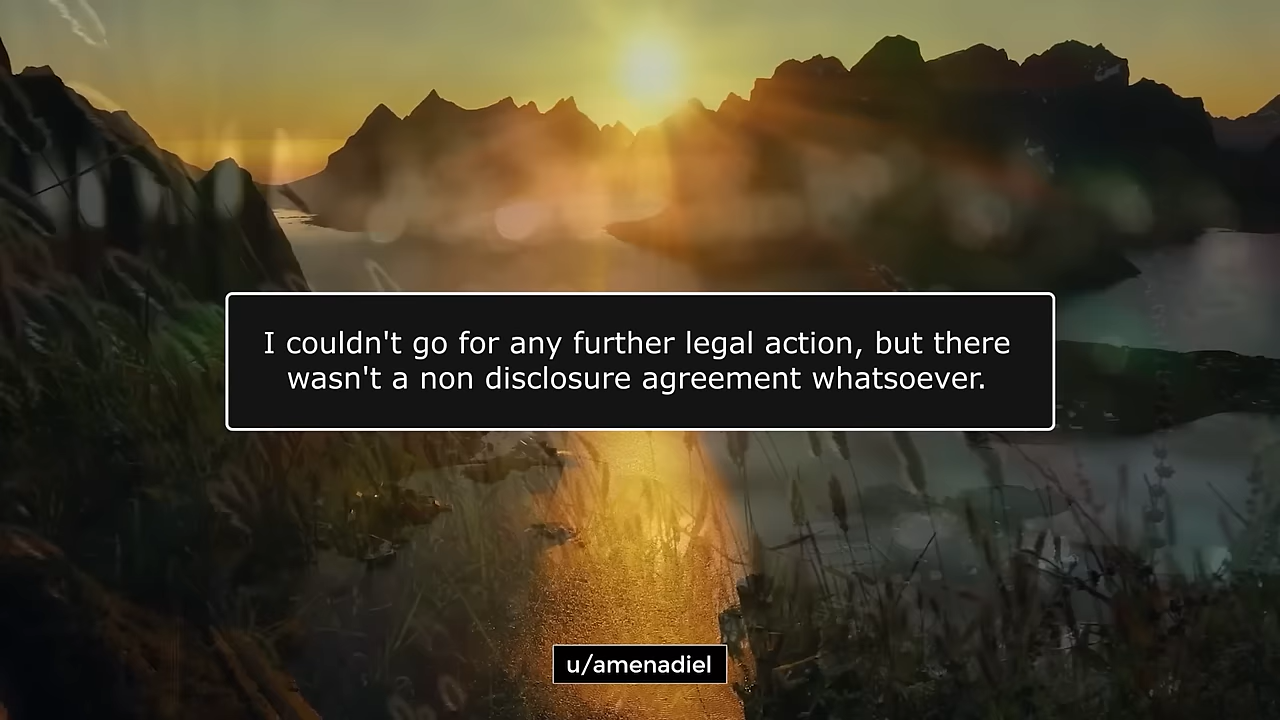 I couldn't go for any further legal action, but there
wasn't a non disclosure agreement whatsoever.
u/amenadiel